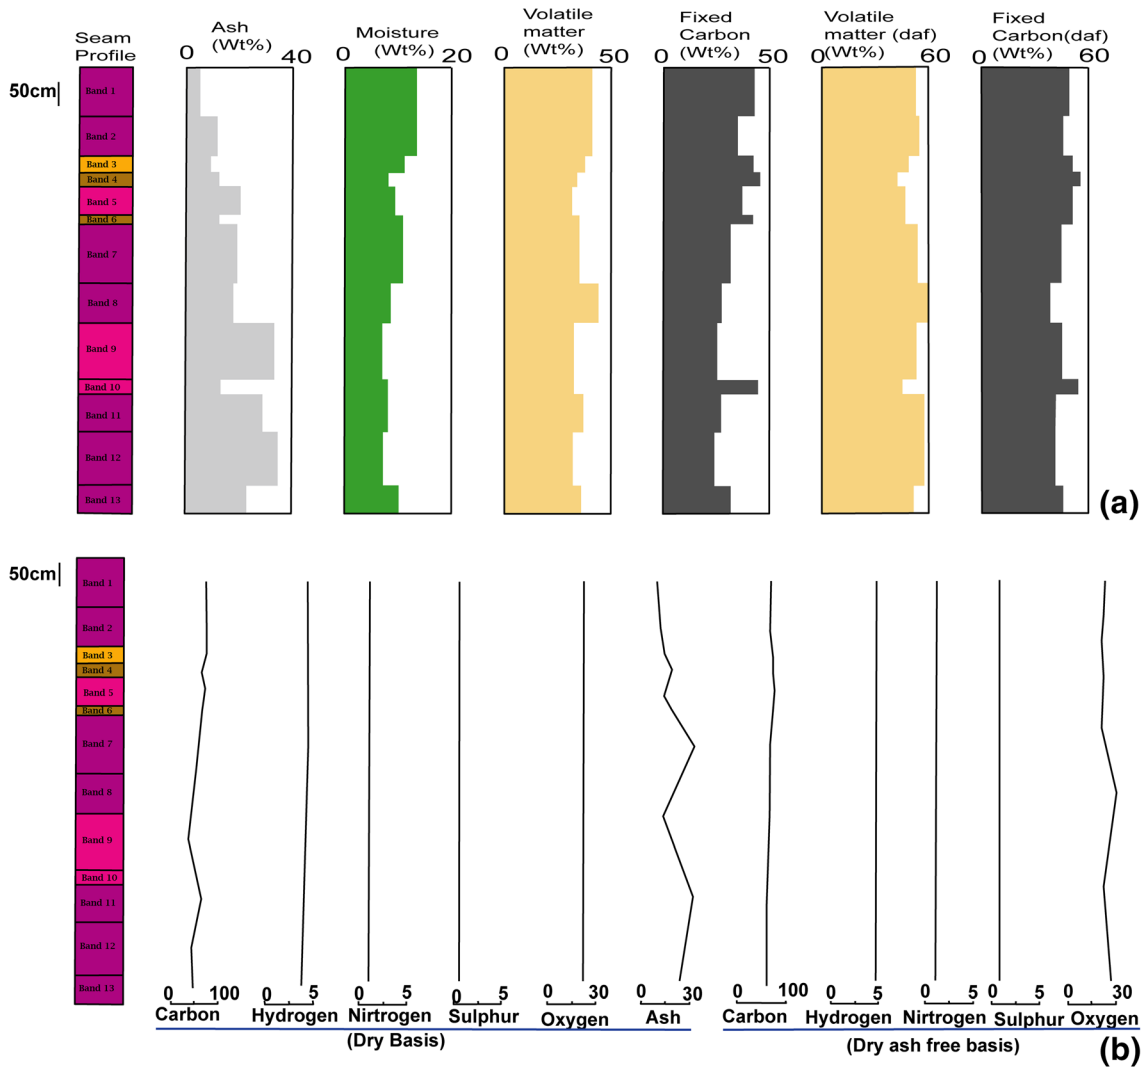 Seam
Profile
Ash
(Wt%)
0
40
Moisture
(Wt%)
0
20
Volatile
matter
(Wt%)
0
50
Fixed
Carbon
(Wt%)
0
50
Volatile
matter (daf)
(Wt%)
0
60
Fixed
Carbon(daf)
(Wt%)
0
60
50cm
Band 1
Band 2
Band 3
Band 4
Band 5
Band 6
Band 7
Band 8
Band 9
Band 10
Band 11
Band 12
Band 13
(a)
50cm
Band 1
Band 2
Band 3
Band 4
Band 5
Band 6
Band 7
Band 8
Band 9
Band 10
Band 11
Band 12
Band 13
0 100
0 5
0 5
0 5
0 30
0 30
0 100
0 5
0 5
0 5
0 30
Carbon Hydrogen Nirtrogen Sulphur Oxygen Ash Carbon Hydrogen Nirtrogen Sulphur Oxygen
(Dry Basis)
(Dry ash free basis)
(b)